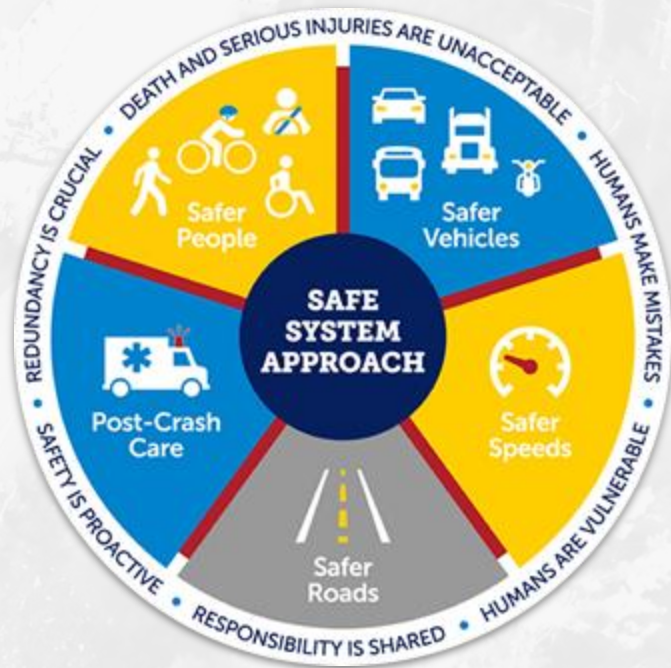 DEATH AND SERIOUS INJURIES ARE UNACCEPTABLE
HUMANS MAKE MISTAKES
HUMANS ARE VULNERABLE
RESPONSIBILITY IS SHARED
SAFETY IS PROACTIVE
REDUNDANCY IS CRUCIAL
Safer
People
Safer
Vehicles
SAFE
SYSTEM
APPROACH
Post-Crash
Care
Safer
Speeds
Safer
Roads